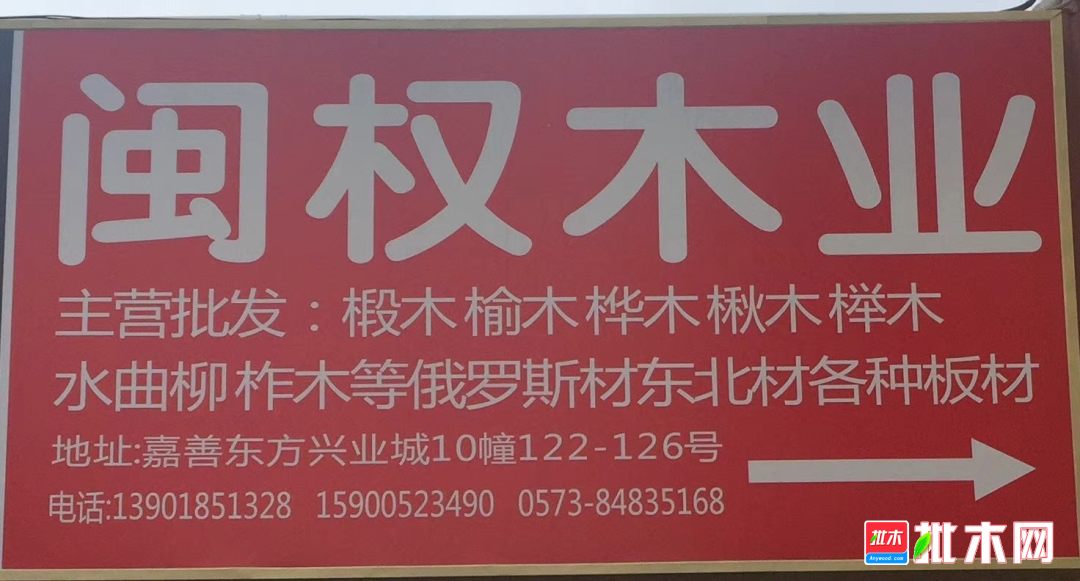 闽权木业
主营批发：椴木 榆木 桦木 楸木 榉木
水曲柳 柞木等俄罗斯材东北材各种板材
地址:嘉善东方兴业城10幢122-126号
电话:13901851328 15900523490 0573-84835168
批木 批木网
Anywood.com